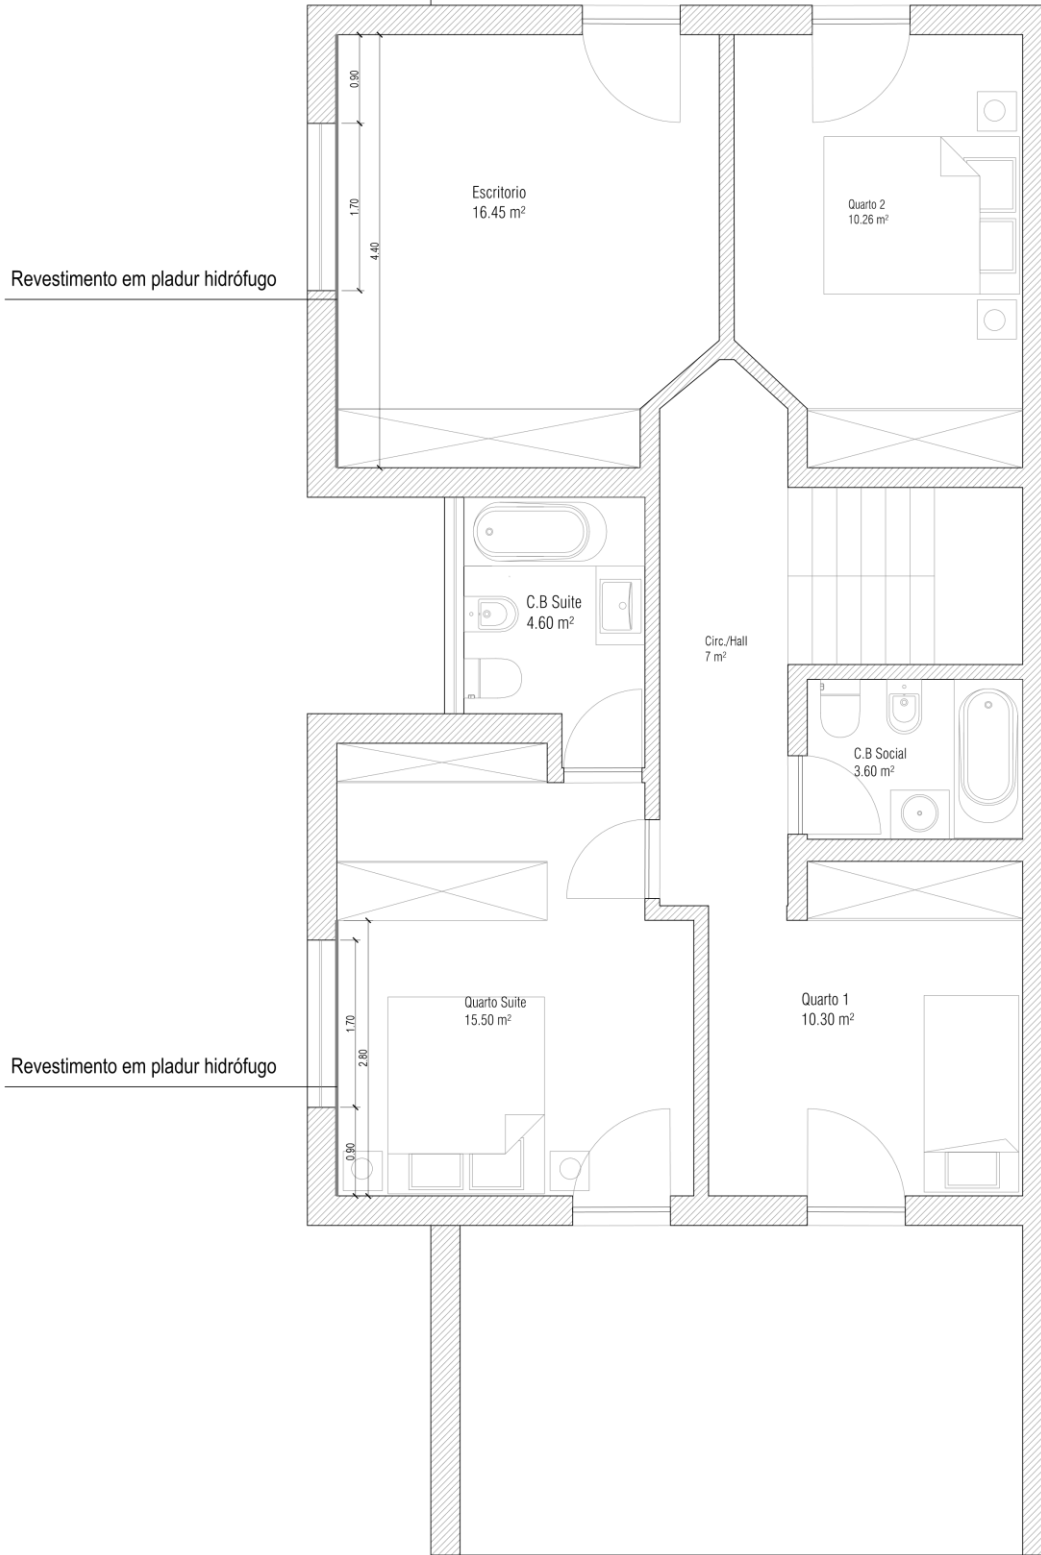 0.90
1.70
4.40
Escritorio
16.45 m²
Quarto 2
10.26 m²
Revestimento em pladur hidrófugo
C.B Suite
4.60 m²
Circ./Hall
7 m²
C.B Social
3.60 m²
Quarto Suite
15.50 m²
Quarto 1
10.30 m²
1.70
2.80
0.90
Revestimento em pladur hidrófugo